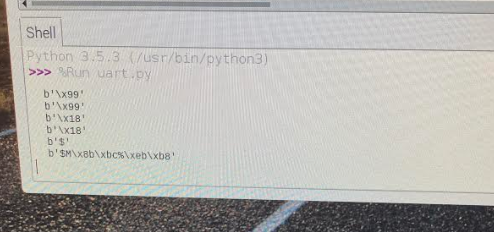 Shell
Python 3.5.3 (/usr/bin/python3)
>>> %Run uart.py
b'\x99'
b'\x99'
b'\x18'
b'\x18'
b'$'
b'$M\x8b\xbc%\xeb\xb8'